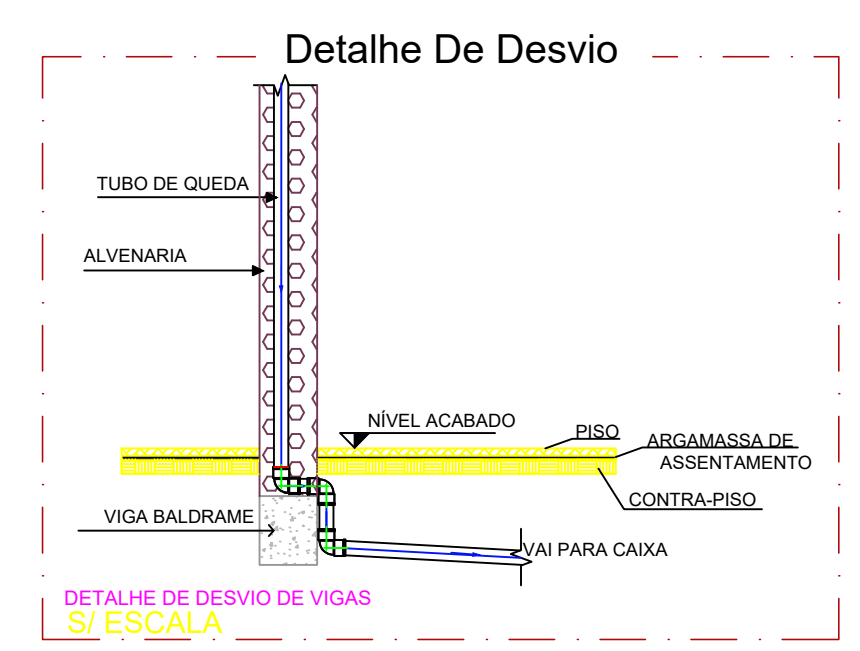 Detalhe De Desvio
TUBO DE QUEDA
ALVENARIA
NÍVEL ACABADO
PISO
ARGAMASSA DE
ASSENTAMENTO
CONTRA-PISO
VIGA BALDRAME
VAI PARA CAIXA
DETALHE DE DESVIO DE VIGAS
S/ ESCALA